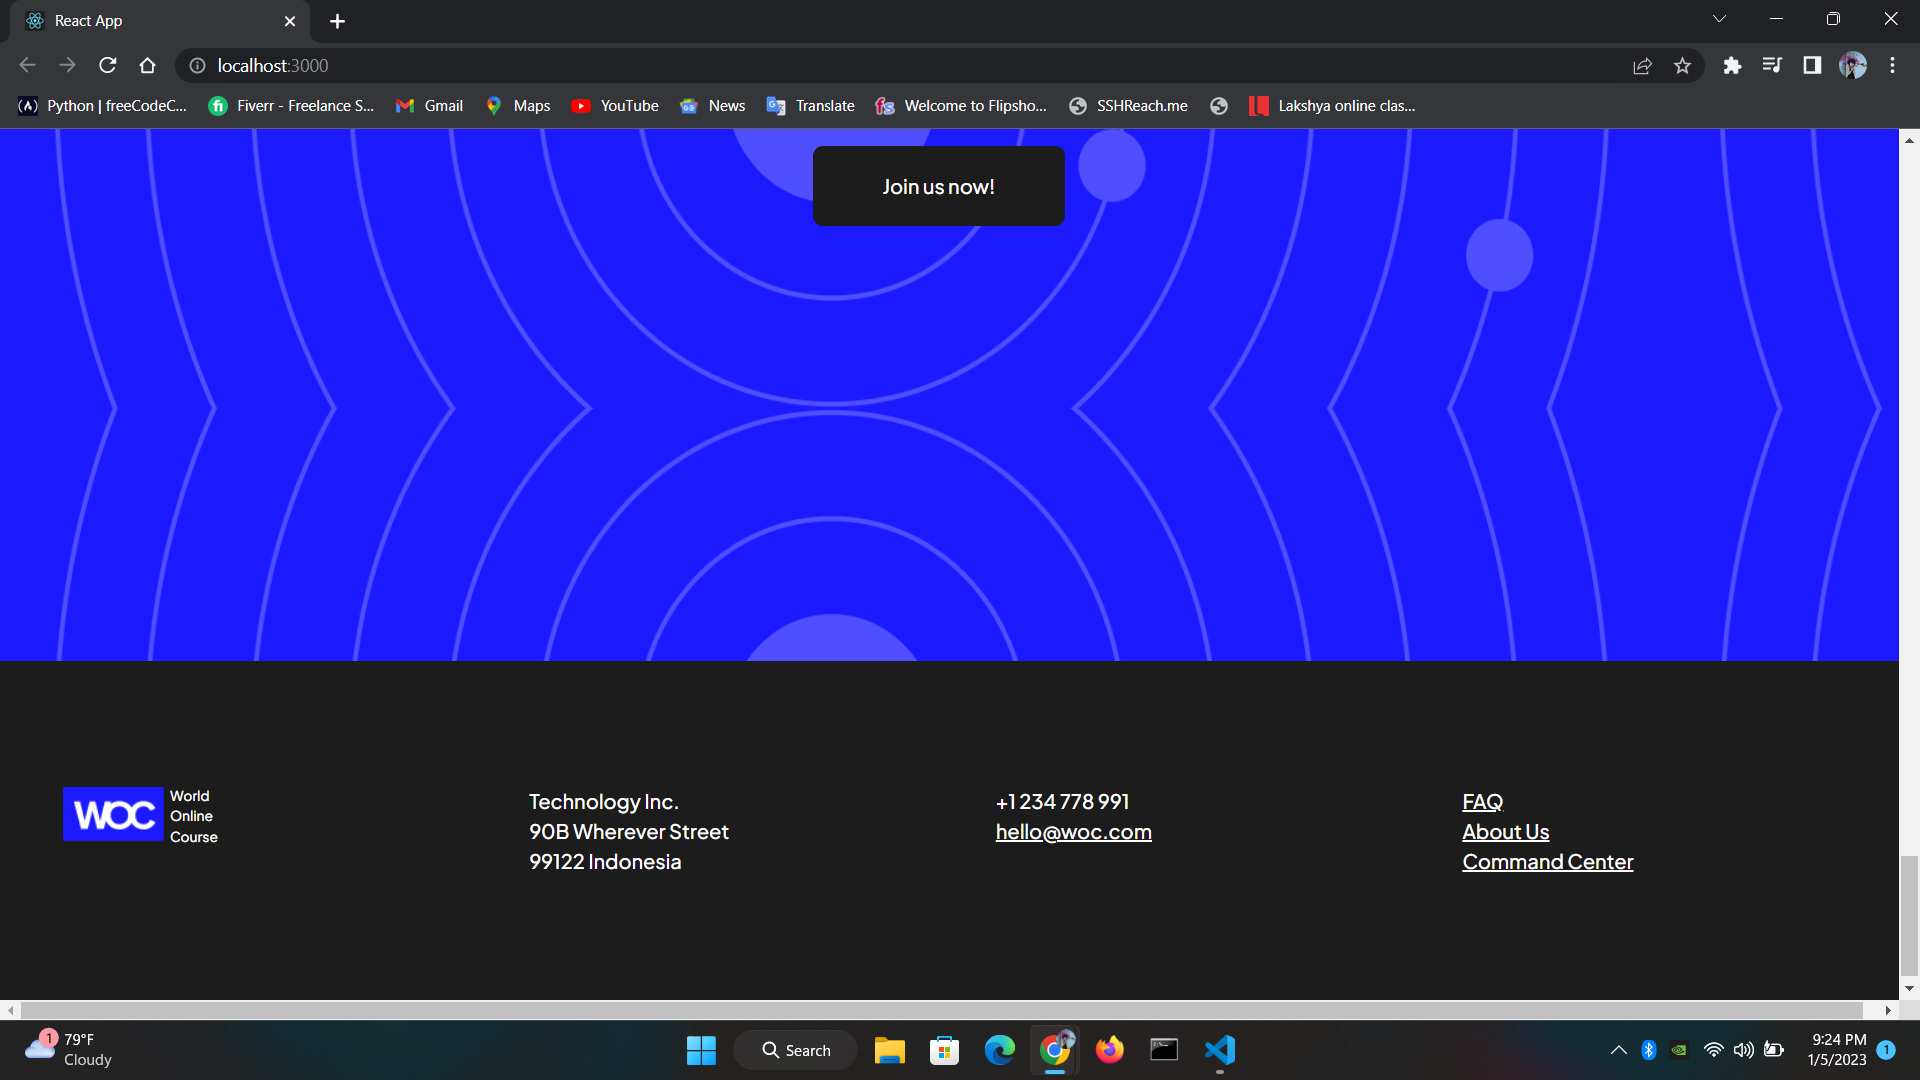 React App
localhost:3000
Python | freeCodeC...
Fiverr - Freelance S...
Gmail
Maps
YouTube
News
Translate
Welcome to Flipsho...
SSHReach.me
Lakshya online clas...
Join us now!
WOC
World
Online
Course
Technology Inc.
90B Wherever Street
99122 Indonesia
+1 234 778 991
hello@woc.com
FAQ
About Us
Command Center
1
79°F
Cloudy
Search
9:24 PM
1/5/2023
1